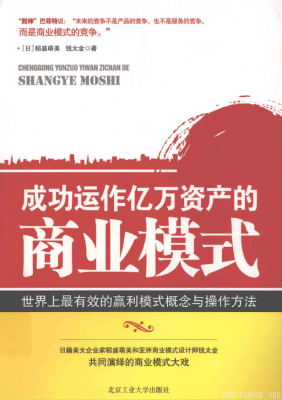 “股神”巴菲特说：“未来的竞争不是产品的竞争、也不是服务的竞争，
而是商业模式的竞争。”
［日］稻盛萌美 钱太金◎著
CHENGGONG YUNZUO YIWAN ZICHAN DE
SHANGYE MOSHI
成功运作亿万资产的
商业模式
世界上最有效的赢利模式概念与操作方法
日籍美女企业家稻盛萌美和亚洲商业模式设计师钱太金
共同演绎的商业模式大戏
北京工业大学出版社